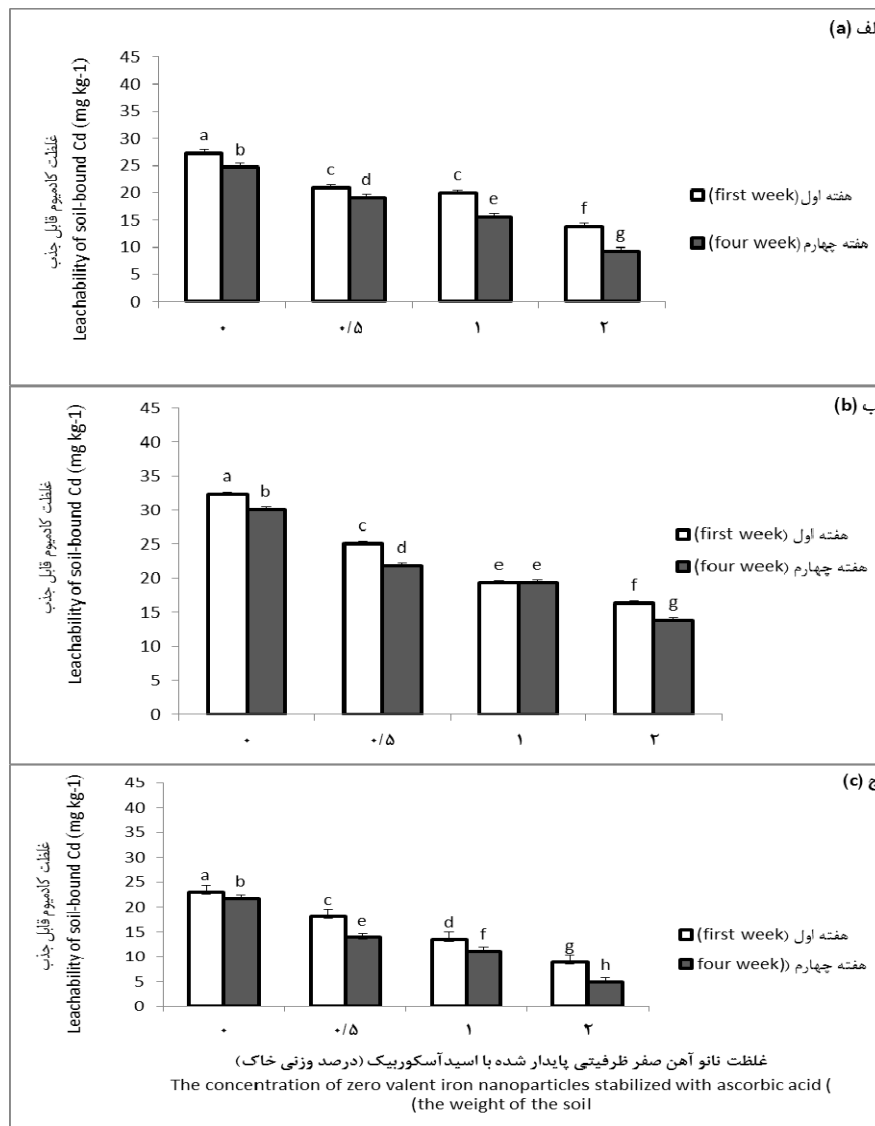 لف (a)
45
40
35
30
25
20
15
10
5
0
غلظت کادمیوم قابل جذب
Leachability of soil-bound Cd (mg kg-1)
a
b
c
d
c
e
f
g
هفته اول (first week)
هفته چهارم (four week)
۰
۰/۵
۱
۲
ب (b)
45
40
35
30
25
20
15
10
5
0
غلظت کادمیوم قابل جذب
Leachability of soil-bound Cd (mg kg-1)
a
b
c
d
e
e
f
g
هفته اول (first week)
هفته چهارم (four week)
۰
۰/۵
۱
۲
ج (c)
45
40
35
30
25
20
15
10
5
0
غلظت کادمیوم قابل جذب
Leachability of soil-bound Cd (mg kg-1)
a
b
c
e
d
f
g
h
هفته اول (first week)
هفته چهارم ((four week
۰
۰/۵
۱
۲
غلظت نانو آهن صفر ظرفیتی پایدار شده با اسیدآسکوربیک (درصد وزنی خاک)
The concentration of zero valent iron nanoparticles stabilized with ascorbic acid (
(the weight of the soil